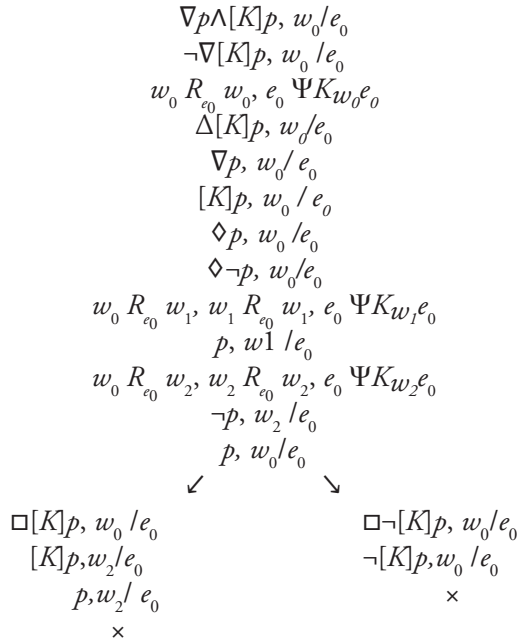 ∇p∧[K]p, w₀/e₀
¬∇[K]p, w₀ /e₀
w₀ Rₑ₀ w₀, e₀ ΨK𝑤₀e₀
Δ[K]p, w₀/e₀
∇p, w₀/ e₀
[K]p, w₀ / e₀
◊p, w₀/e₀
◊¬p, w₀/e₀
w₀ Rₑ₀ w₁, w₁ Rₑ₀ w₁, e₀ ΨK𝑤₁e₀
p, w1 /e₀
w₀ Rₑ₀ w₂, w₂ Rₑ₀ w₂, e₀ ΨK𝑤₂e₀
¬p, w₂ /e₀
p, w₀/e₀
↙ ↘
□[K]p, w₀ /e₀ □¬[K]p, w₀/e₀
[K]p,w₂/e₀ ¬[K]p,w₀ /e₀
p,w₂/ e₀ ×
×